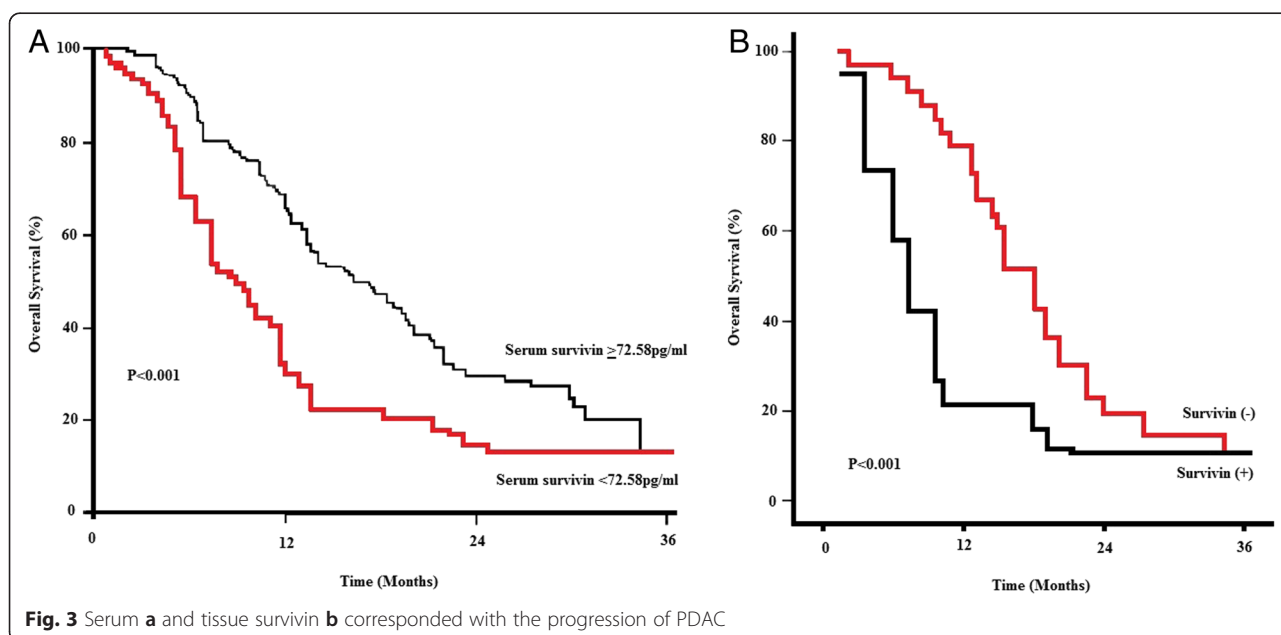 A
100
80
60
40
20
0
Overall Survival (%)
Serum survivin ≥72.58pg/ml
P<0.001
Serum survivin <72.58pg/ml
0 12 24 36
Time (Months)
B
100
80
60
40
20
0
Overall Survival (%)
Survivin (-)
P<0.001
Survivin (+)
0 12 24 36
Time (Months)
Fig. 3 Serum a and tissue survivin b corresponded with the progression of PDAC